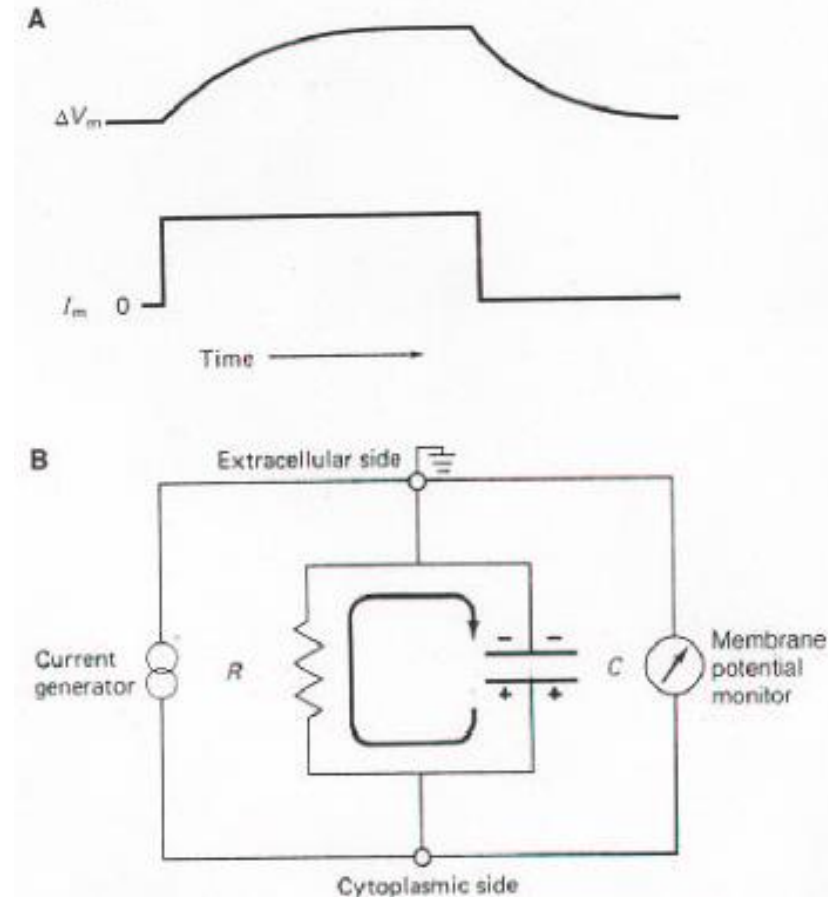 A
ΔVm
Im 0
Time
B
Extracellular side
Current
generator
R
C
Membrane
potential
monitor
- -
+ +
Cytoplasmic side